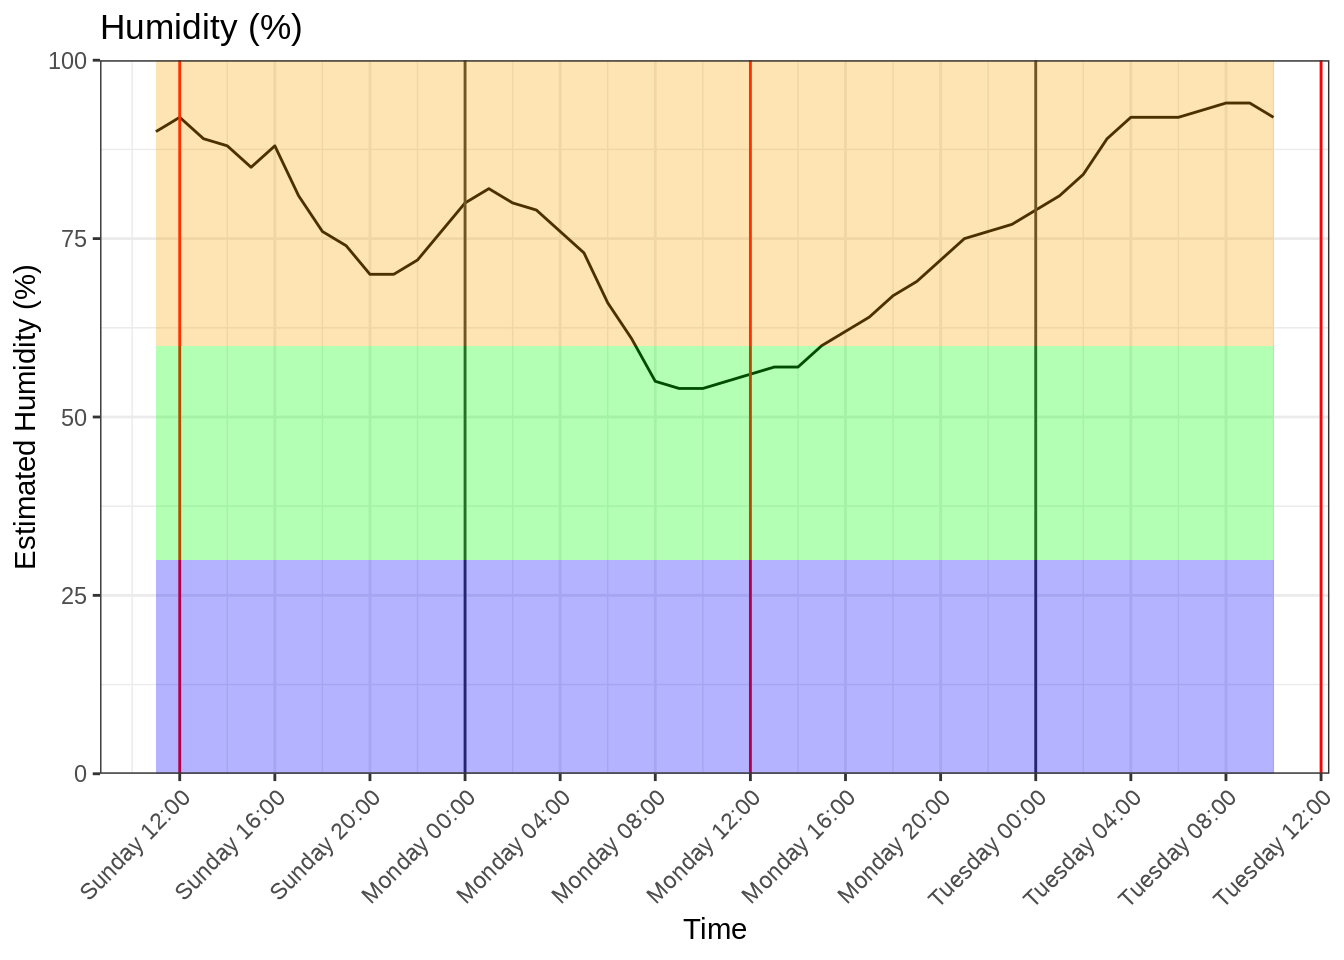 Humidity (%)
100
75
50
25
0
Estimated Humidity (%)
Sunday 12:00
Sunday 16:00
Sunday 20:00
Monday 00:00
Monday 04:00
Monday 08:00
Monday 12:00
Monday 16:00
Monday 20:00
Tuesday 00:00
Tuesday 04:00
Tuesday 08:00
Tuesday 12:00
Time